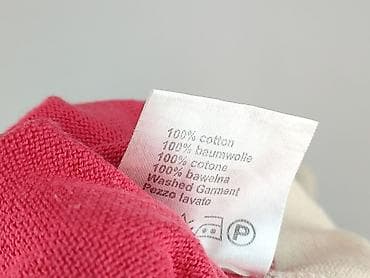 100% cotton
100% baumwolle
100% cotone
100% bawełna
Washed Garment
Pezzo lavato
P